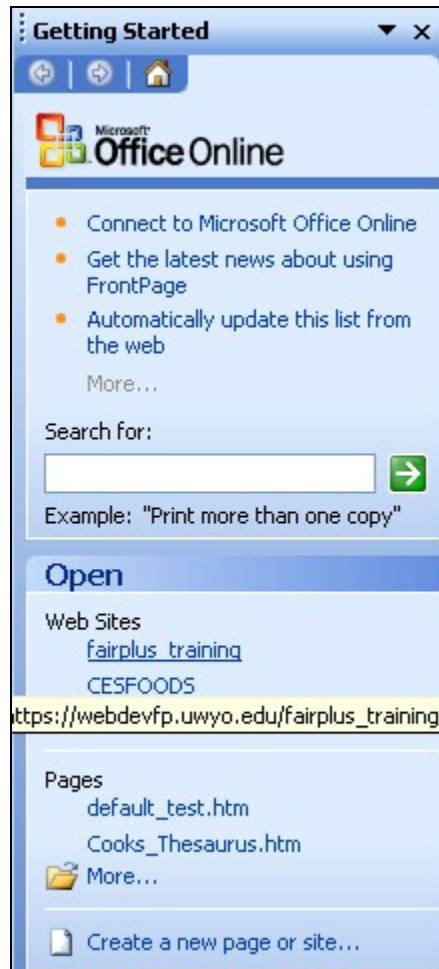 Getting Started
Microsoft
Office Online
Connect to Microsoft Office Online
Get the latest news about using
FrontPage
Automatically update this list from
the web
More...
Search for:
Example: "Print more than one copy"
Open
Web Sites
fairplus_training
CESFOODS
ttps://webdevfp.uwyo.edu/fairplus_training
Pages
default_test.htm
Cooks_Thesaurus.htm
More...
Create a new page or site...